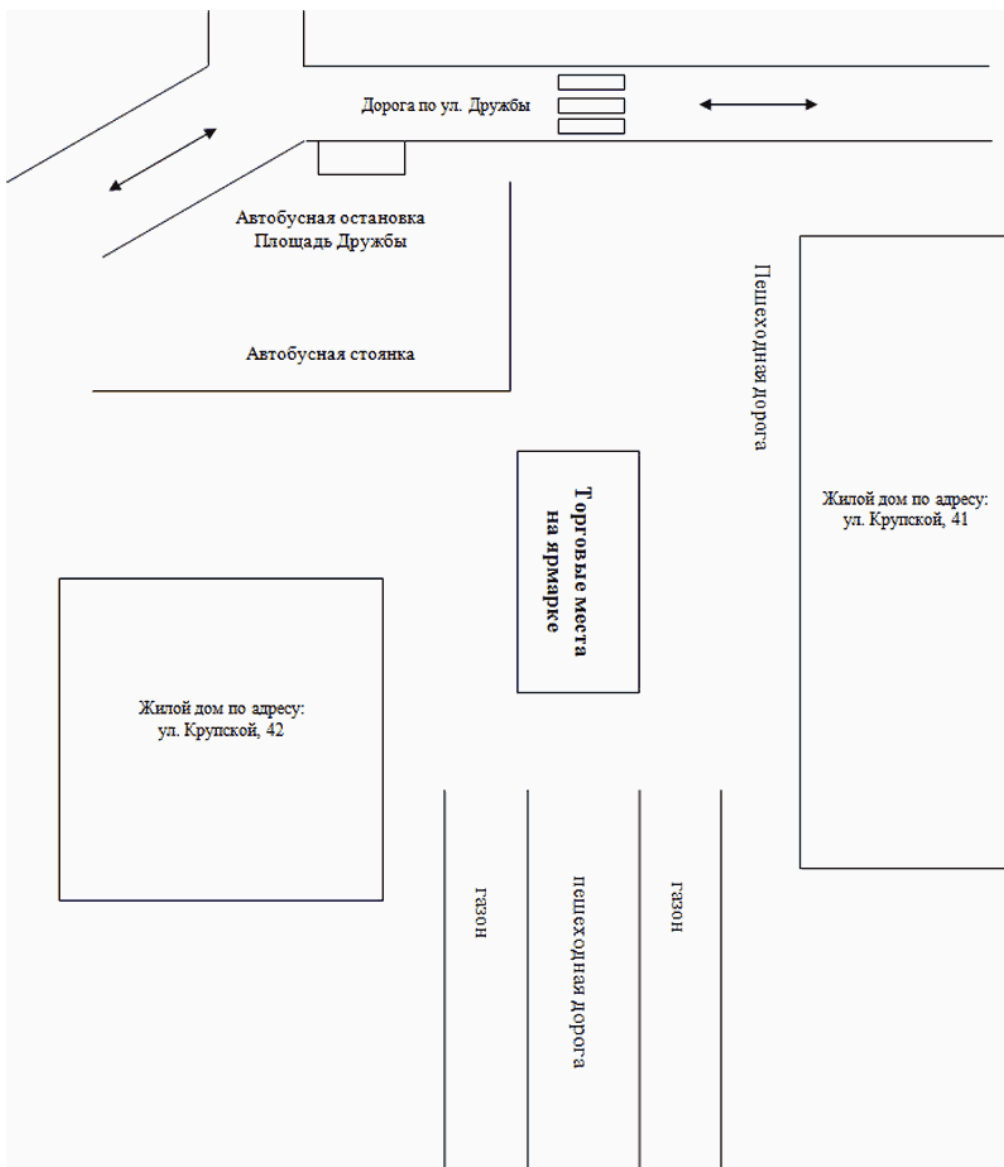 Дорога по ул. Дружбы
Автобусная остановка
Площадь Дружбы
Автобусная стоянка
Пешеходная дорога
Торговые места
на ярмарке
Жилой дом по адресу:
ул. Крупской, 41
Жилой дом по адресу:
ул. Крупской, 42
газон
пешеходная дорога
газон